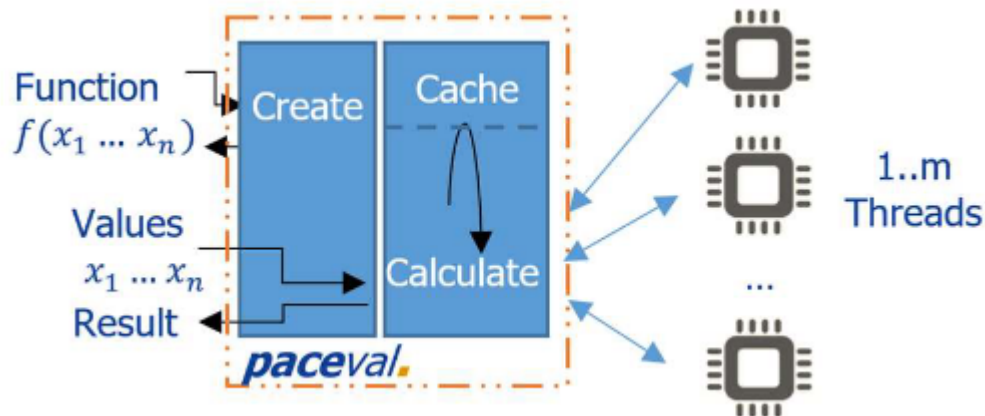 Function
f(x₁ ... xₙ)
Values
x₁ ... xₙ
Result
Create
Cache
Calculate
paceval.
1..m
Threads
...